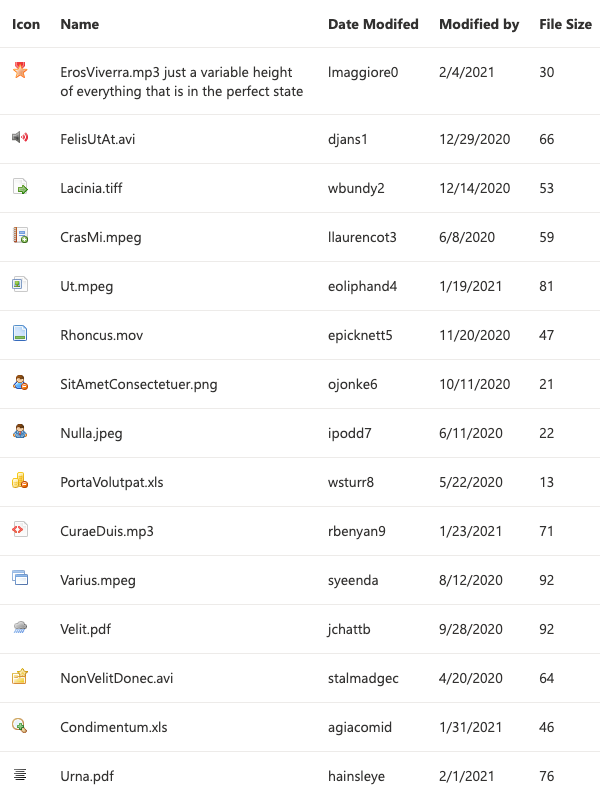 Icon Name Date Modifed Modified by File Size
ErosViverra.mp3 just a variable height lmaggiore0 2/4/2021 30
of everything that is in the perfect state
FelisUtAt.avi djans1 12/29/2020 66
Lacinia.tiff wbundy2 12/14/2020 53
CrasMi.mpeg llaurencot3 6/8/2020 59
Ut.mpeg eoliphand4 1/19/2021 81
Rhoncus.mov epicknett5 11/20/2020 47
SitAmetConsectetuer.png ojonke6 10/11/2020 21
Nulla.jpeg ipodd7 6/11/2020 22
PortaVolutpat.xls wsturr8 5/22/2020 13
CuraeDuis.mp3 rbenyan9 1/23/2021 71
Varius.mpeg syeenda 8/12/2020 92
Velit.pdf jchattb 9/28/2020 92
NonVelitDonec.avi stalmadgec 4/20/2020 64
Condimentum.xls agiacomid 1/31/2021 46
Urna.pdf hainsleye 2/1/2021 76